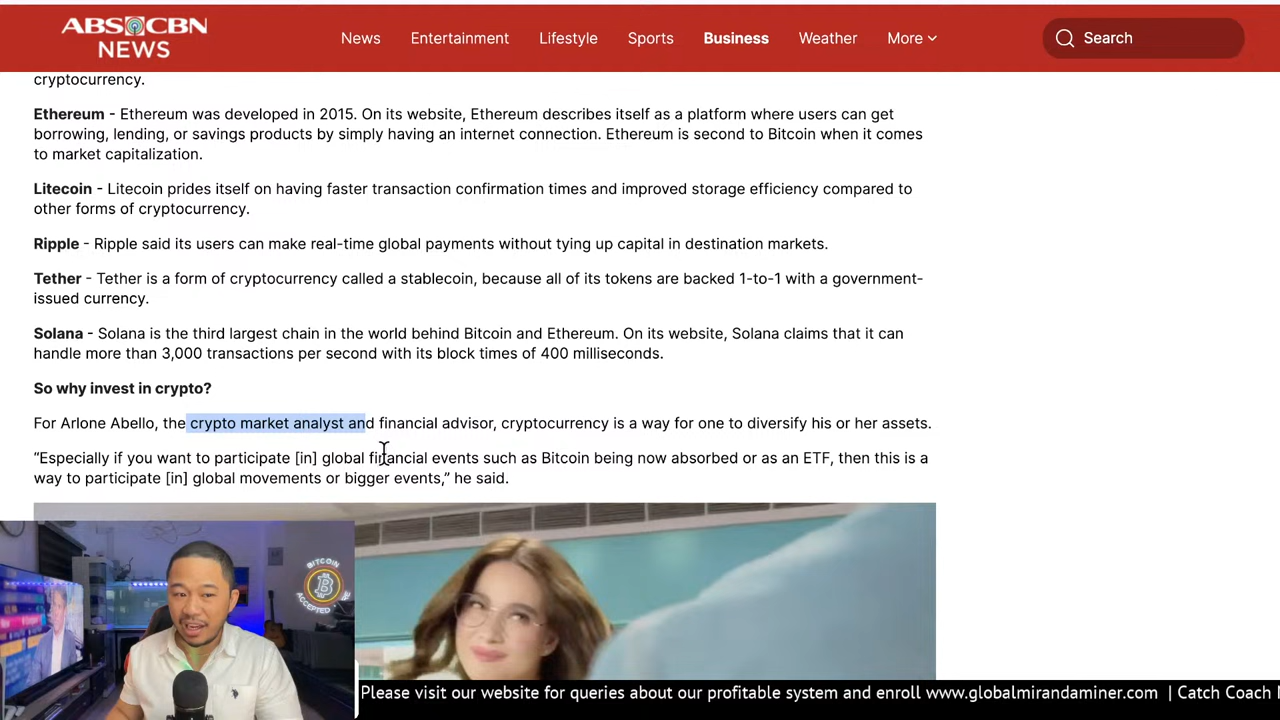 ABS CBN
NEWS
News Entertainment Lifestyle Sports Business Weather More
Search
cryptocurrency.
Ethereum - Ethereum was developed in 2015. On its website, Ethereum describes itself as a platform where users can get
borrowing, lending, or savings products by simply having an internet connection. Ethereum is second to Bitcoin when it comes
to market capitalization.
Litecoin - Litecoin prides itself on having faster transaction confirmation times and improved storage efficiency compared to
other forms of cryptocurrency.
Ripple - Ripple said its users can make real-time global payments without tying up capital in destination markets.
Tether - Tether is a form of cryptocurrency called a stablecoin, because all of its tokens are backed 1-to-1 with a government-
issued currency.
Solana - Solana is the third largest chain in the world behind Bitcoin and Ethereum. On its website, Solana claims that it can
handle more than 3,000 transactions per second with its block times of 400 milliseconds.
So why invest in crypto?
For Arlone Abello, the crypto market analyst and financial advisor, cryptocurrency is a way for one to diversify his or her assets.
“Especially if you want to participate [in] global financial events such as Bitcoin being now absorbed or as an ETF, then this is a
way to participate [in] global movements or bigger events,” he said.
BITCOIN
ACCEPTED
Please visit our website for queries about our profitable system and enroll www.globalmirandaminer.com | Catch Coach